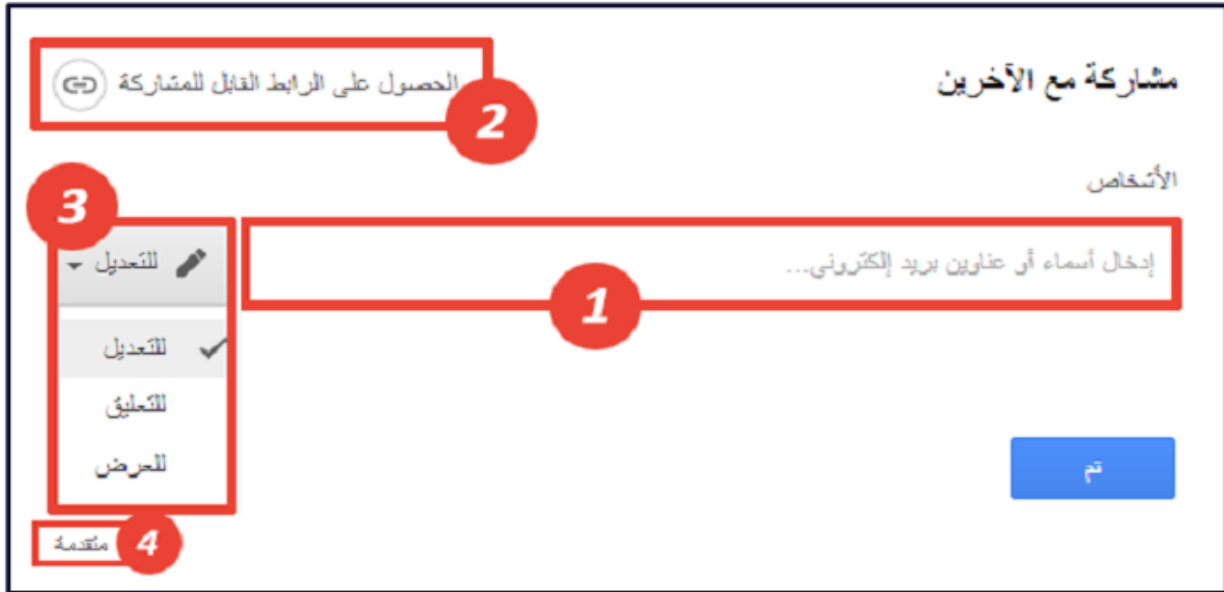 مشاركة مع الآخرين
الحصول على الرابط القابل للمشاركة
2
الأشخاص
3
إدخال أسماء أو عناوين بريد إلكتروني...
للتعديل
1
للتعديل
للتعليق
للعرض
تم
4
متقدمة